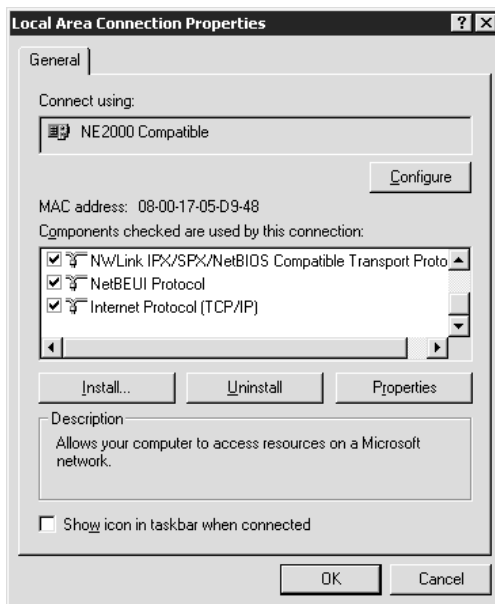 Local Area Connection Properties
General
Connect using:
NE2000 Compatible
Configure
MAC address: 08-00-17-05-D9-48
Components checked are used by this connection:
NWLink IPX/SPX/NetBIOS Compatible Transport Proto
NetBEUI Protocol
Internet Protocol (TCP/IP)
Install... Uninstall Properties
Description
Allows your computer to access resources on a Microsoft
network.
Show icon in taskbar when connected
OK Cancel